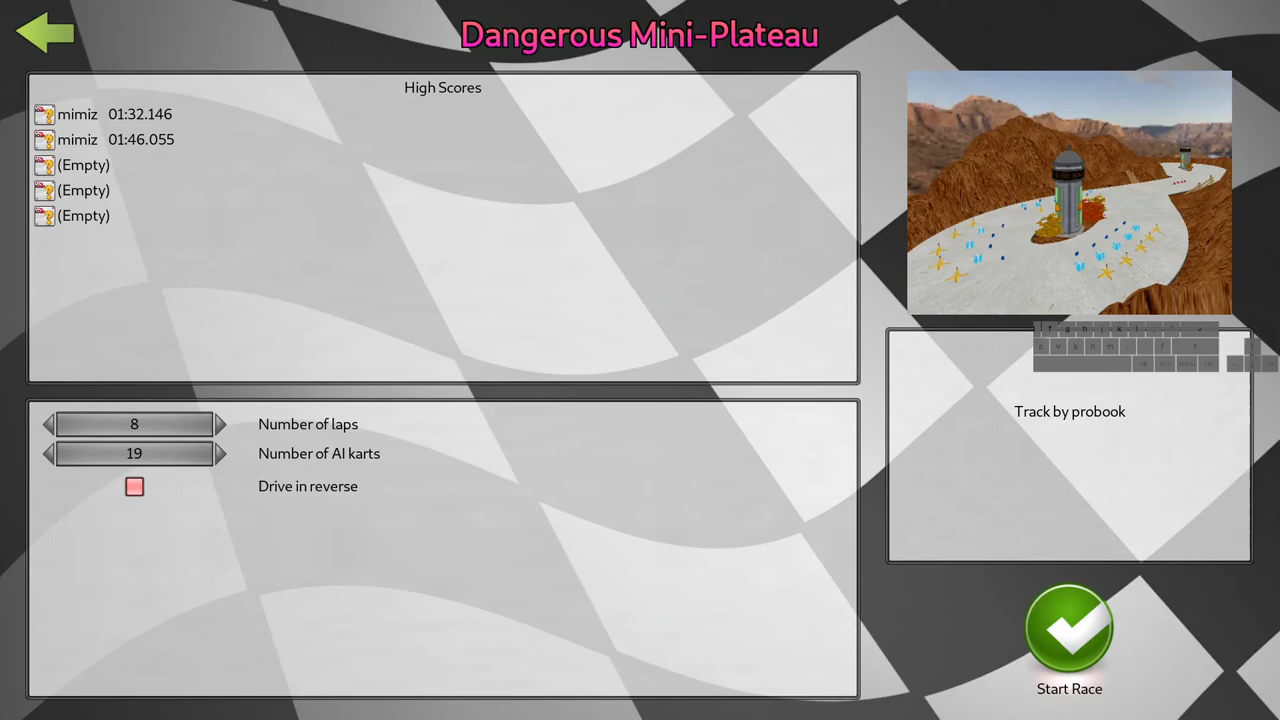 Dangerous Mini-Plateau
High Scores
mimiz 01:32.146
mimiz 01:46.055
(Empty)
(Empty)
(Empty)
8 Number of laps
19 Number of AI karts
Drive in reverse
f g h j k l
c v b n m , . /
Track by probook
Start Race